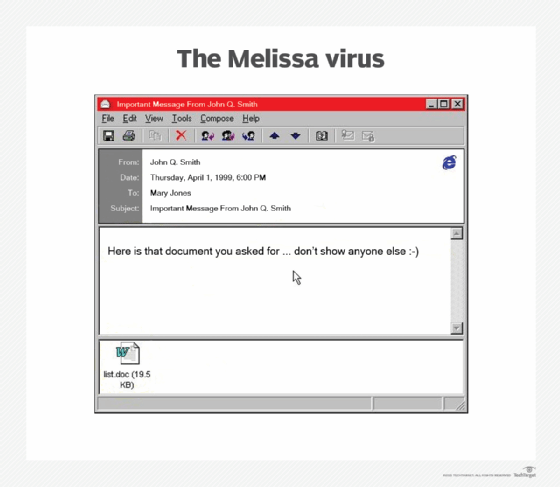 The Melissa virus
Important Message From John Q. Smith
File Edit View Tools Compose Help
From: John Q. Smith
Date: Thursday, April 1, 1999, 6:00 PM
To: Mary Jones
Subject: Important Message From John Q. Smith
Here is that document you asked for ... don't show anyone else :-)
W
list.doc (19.5
KB)
TechTarget